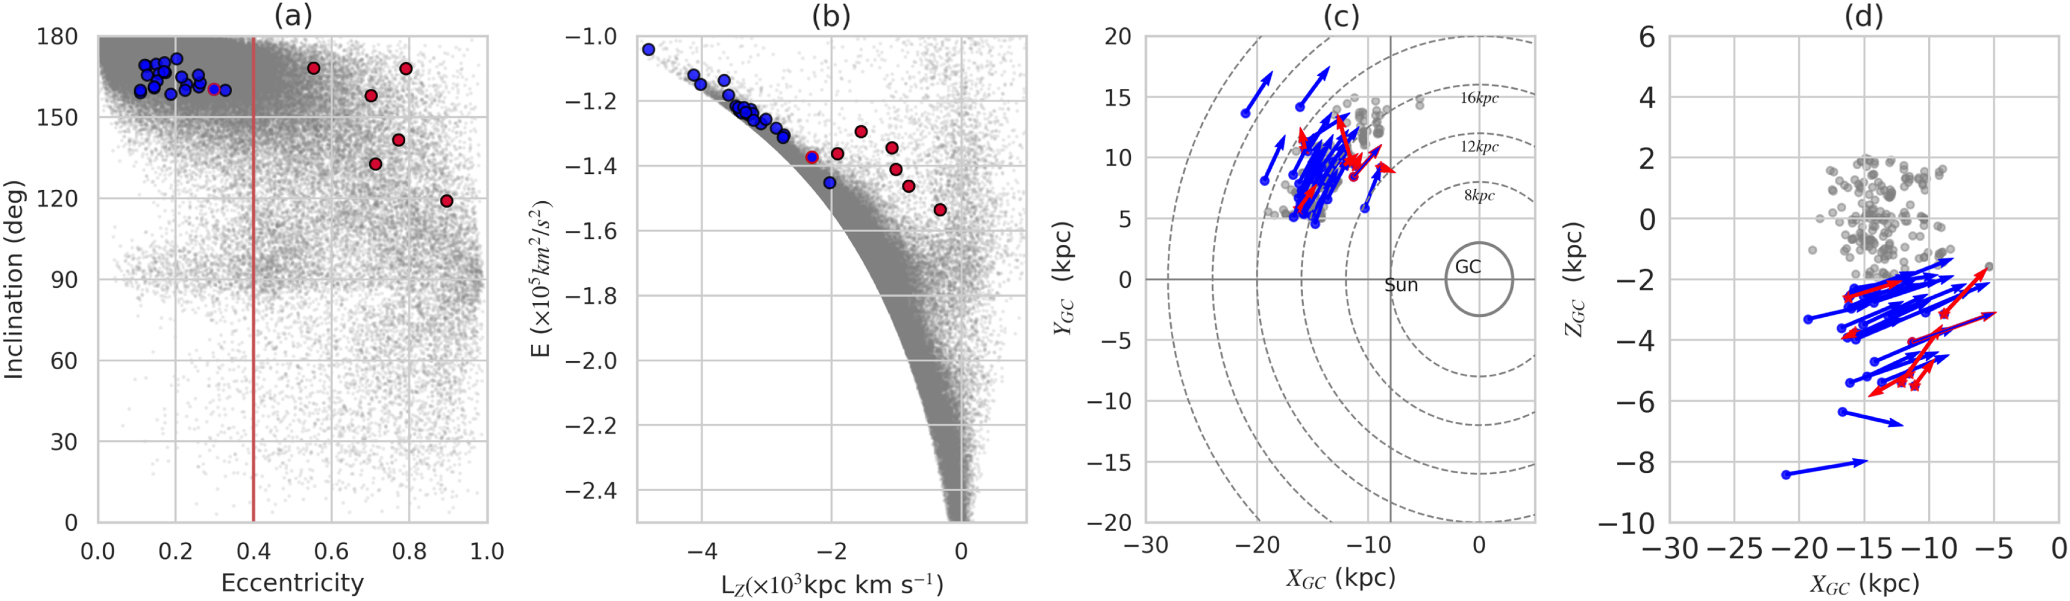 (a)
180
150
120
90
60
30
0
Inclination (deg)
0.0 0.2 0.4 0.6 0.8 1.0
Eccentricity
(b)
−1.0
−1.2
−1.4
−1.6
−1.8
−2.0
−2.2
−2.4
E (×10⁵km²/s²)
−4 −2 0
L_Z(×10³kpc km s⁻¹)
(c)
20
15
10
5
0
−5
−10
−15
−20
Y_GC (kpc)
16kpc
12kpc
8kpc
GC
Sun
−30 −20 −10 0
X_GC (kpc)
(d)
6
4
2
0
−2
−4
−6
−8
−10
Z_GC (kpc)
−30 −25 −20 −15 −10 −5 0
X_GC (kpc)